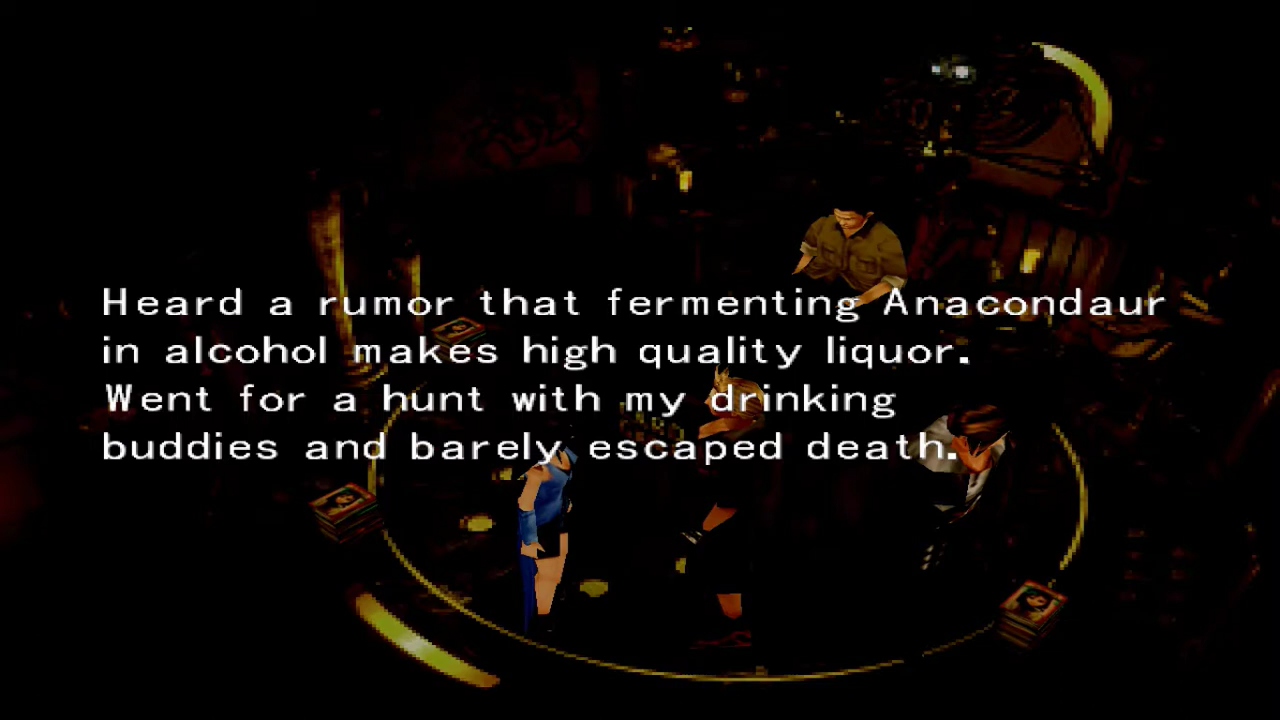 Heard a rumor that fermenting Anacondaur
in alcohol makes high quality liquor.
Went for a hunt with my drinking
buddies and barely escaped death.